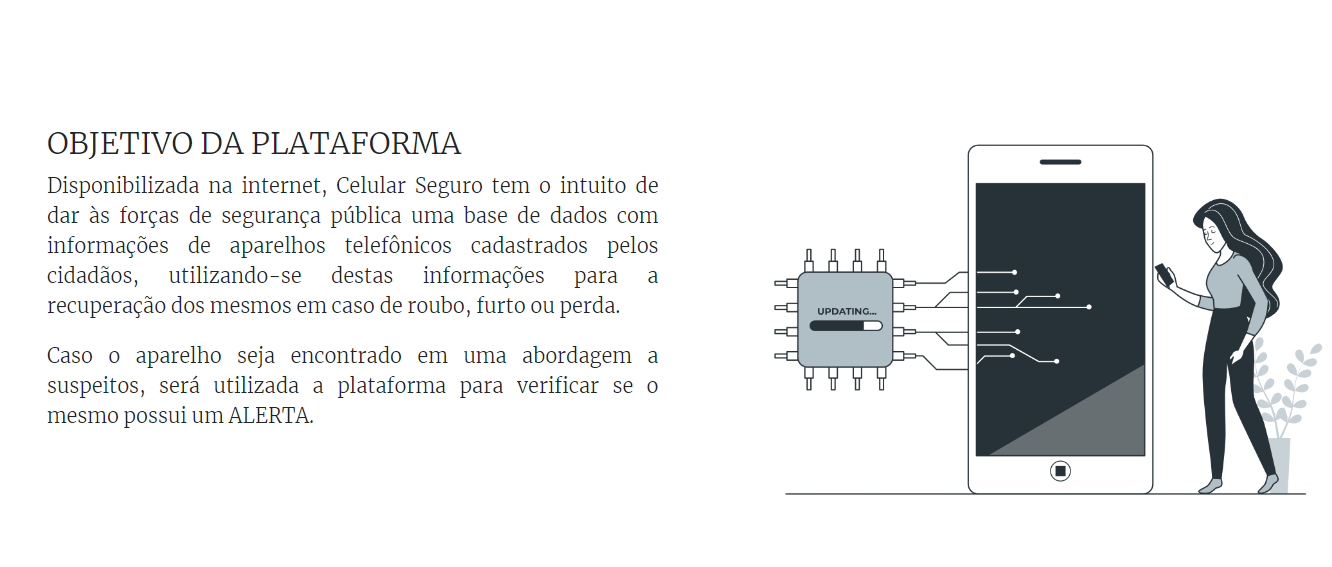 OBJETIVO DA PLATAFORMA
Disponibilizada na internet, Celular Seguro tem o intuito de
dar às forças de segurança pública uma base de dados com
informações de aparelhos telefônicos cadastrados pelos
cidadãos, utilizando-se destas informações para a
recuperação dos mesmos em caso de roubo, furto ou perda.
Caso o aparelho seja encontrado em uma abordagem a
suspeitos, será utilizada a plataforma para verificar se o
mesmo possui um ALERTA.
UPDATING...